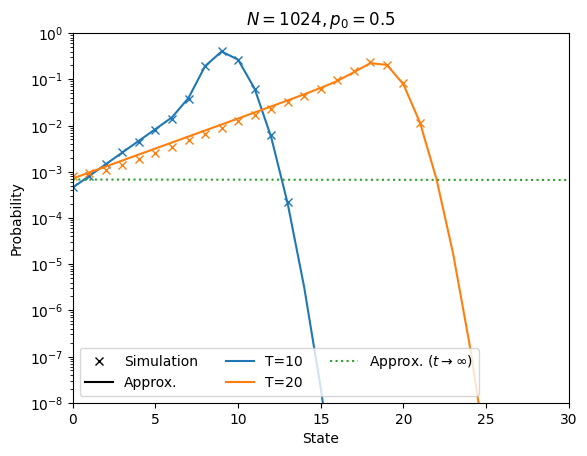 N = 1024, p₀ = 0.5
10⁰
10⁻¹
10⁻²
10⁻³
10⁻⁴
10⁻⁵
10⁻⁶
10⁻⁷
10⁻⁸
Probability
Simulation T=10 Approx. (t → ∞)
Approx. T=20
0 5 10 15 20 25 30
State